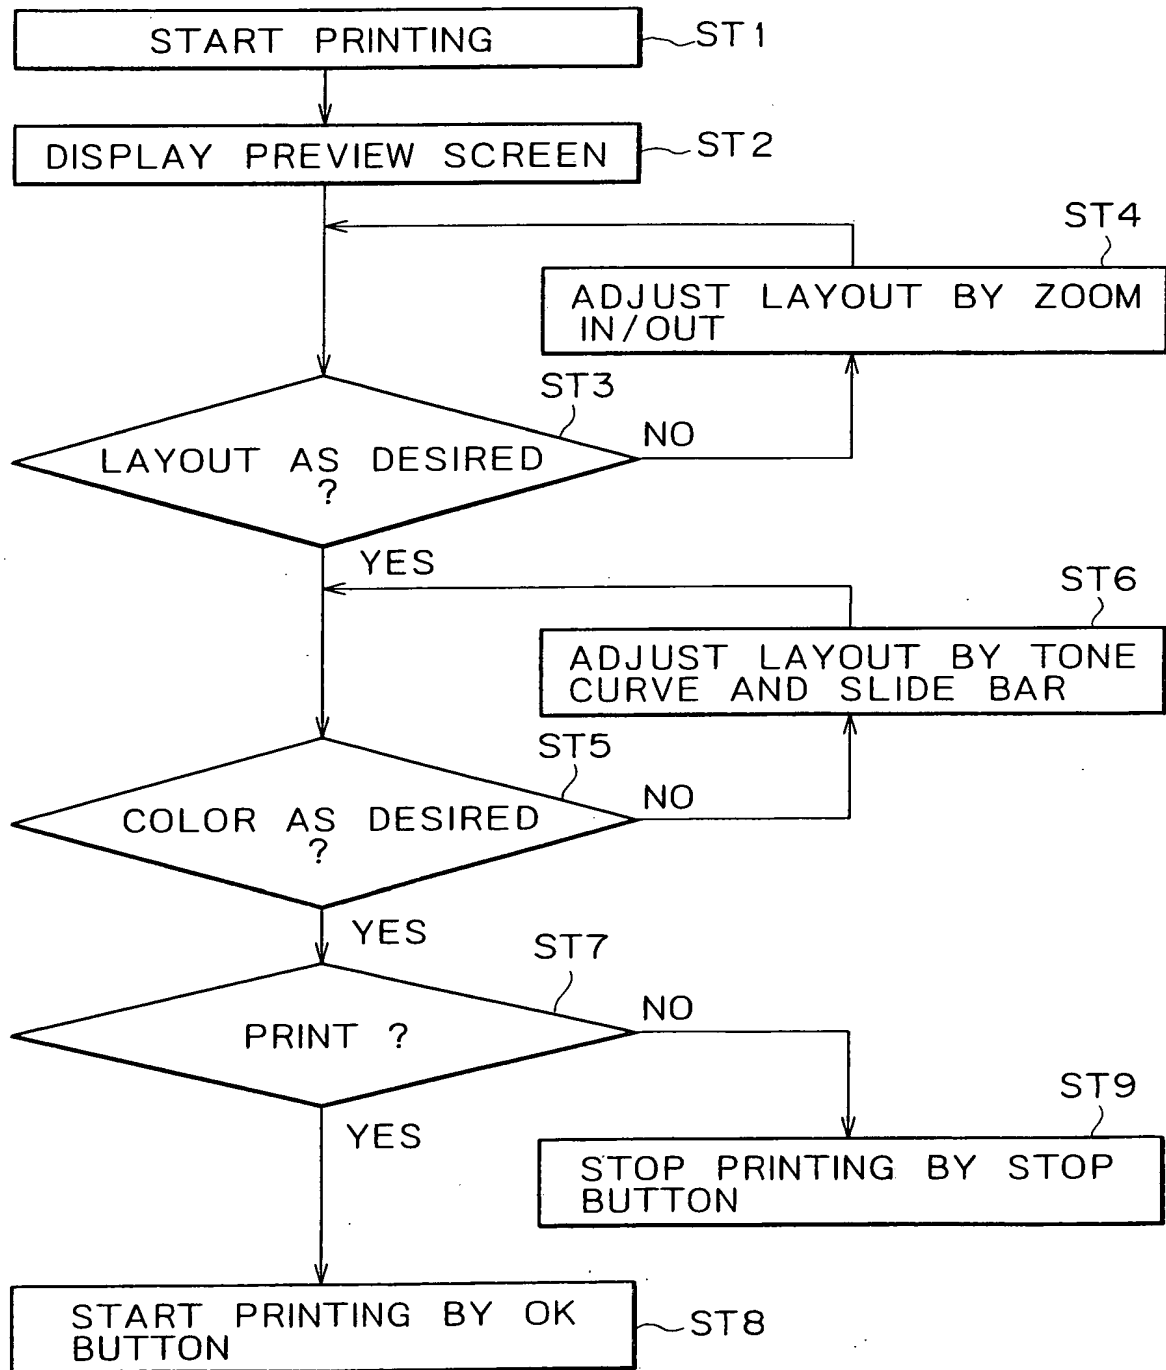 START PRINTING
ST1
DISPLAY PREVIEW SCREEN
ST2
ST4
ADJUST LAYOUT BY ZOOM
IN/OUT
ST3
LAYOUT AS DESIRED
?
NO
YES
ST6
ADJUST LAYOUT BY TONE
CURVE AND SLIDE BAR
ST5
COLOR AS DESIRED
?
NO
YES
ST7
PRINT ?
NO
YES
ST9
STOP PRINTING BY STOP
BUTTON
START PRINTING BY OK
BUTTON
ST8